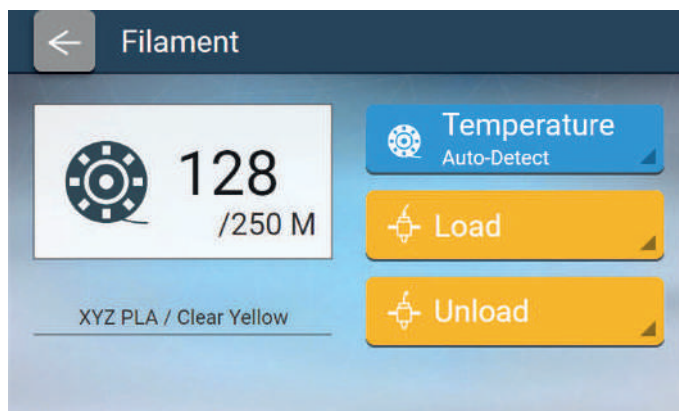 Filament
128
/250 M
XYZ PLA / Clear Yellow
Temperature
Auto-Detect
Load
Unload